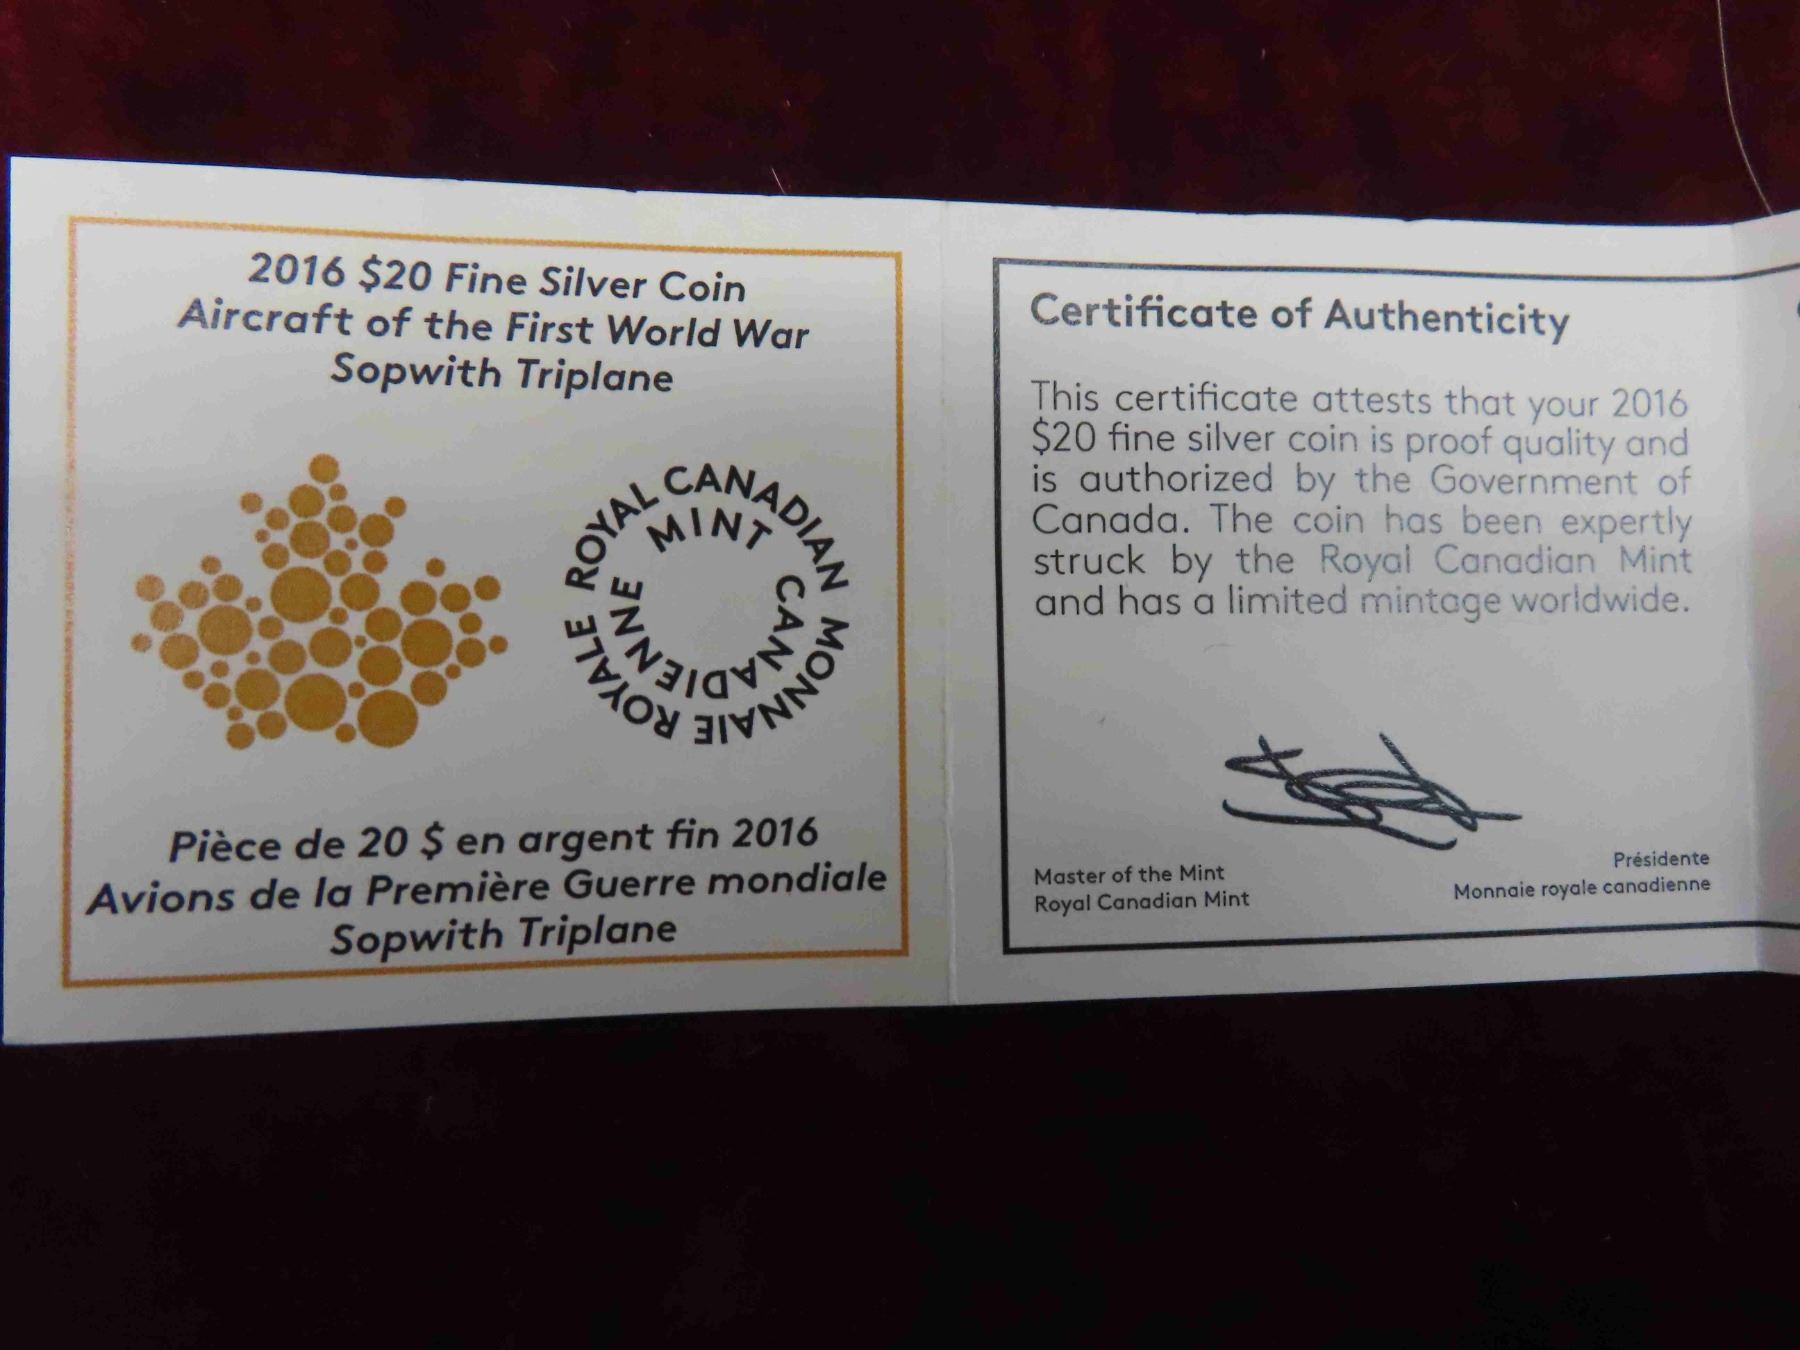 2016 $20 Fine Silver Coin
Aircraft of the First World War
Sopwith Triplane
ROYAL CANADIAN MINT
MONNAIE ROYALE CANADIENNE
CANADA
Pièce de 20 $ en argent fin 2016
Avions de la Première Guerre mondiale
Sopwith Triplane
Certificate of Authenticity
This certificate attests that your 2016
$20 fine silver coin is proof quality and
is authorized by the Government of
Canada. The coin has been expertly
struck by the Royal Canadian Mint
and has a limited mintage worldwide.
Master of the Mint
Royal Canadian Mint
Présidente
Monnaie royale canadienne